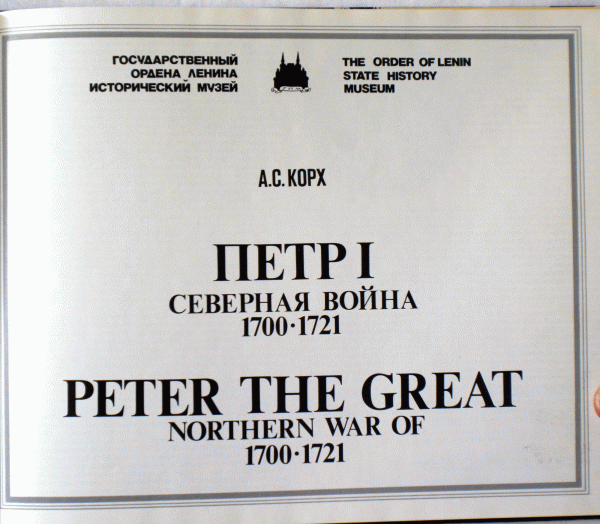 ГОСУДАРСТВЕННЫЙ
ОРДЕНА ЛЕНИНА
ИСТОРИЧЕСКИЙ МУЗЕЙ
THE ORDER OF LENIN
STATE HISTORY
MUSEUM
А.С. КОРХ
ПЕТР I
СЕВЕРНАЯ ВОЙНА
1700·1721
PETER THE GREAT
NORTHERN WAR OF
1700·1721